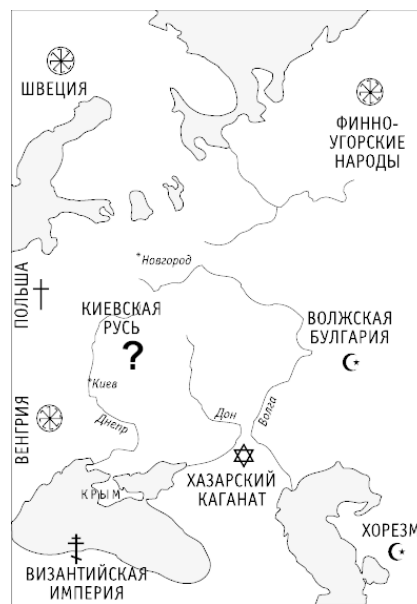 ШВЕЦИЯ
ФИННО-
УГОРСКИЕ
НАРОДЫ
Новгород
ПОЛЬША
КИЕВСКАЯ
РУСЬ
?
ВОЛЖСКАЯ
БУЛГАРИЯ
Киев
Днепр
Дон
Волга
ВЕНГРИЯ
ХАЗАРСКИЙ
КАГАНАТ
КРЫМ
ХОРЕЗМ
ВИЗАНТИЙСКАЯ
ИМПЕРИЯ